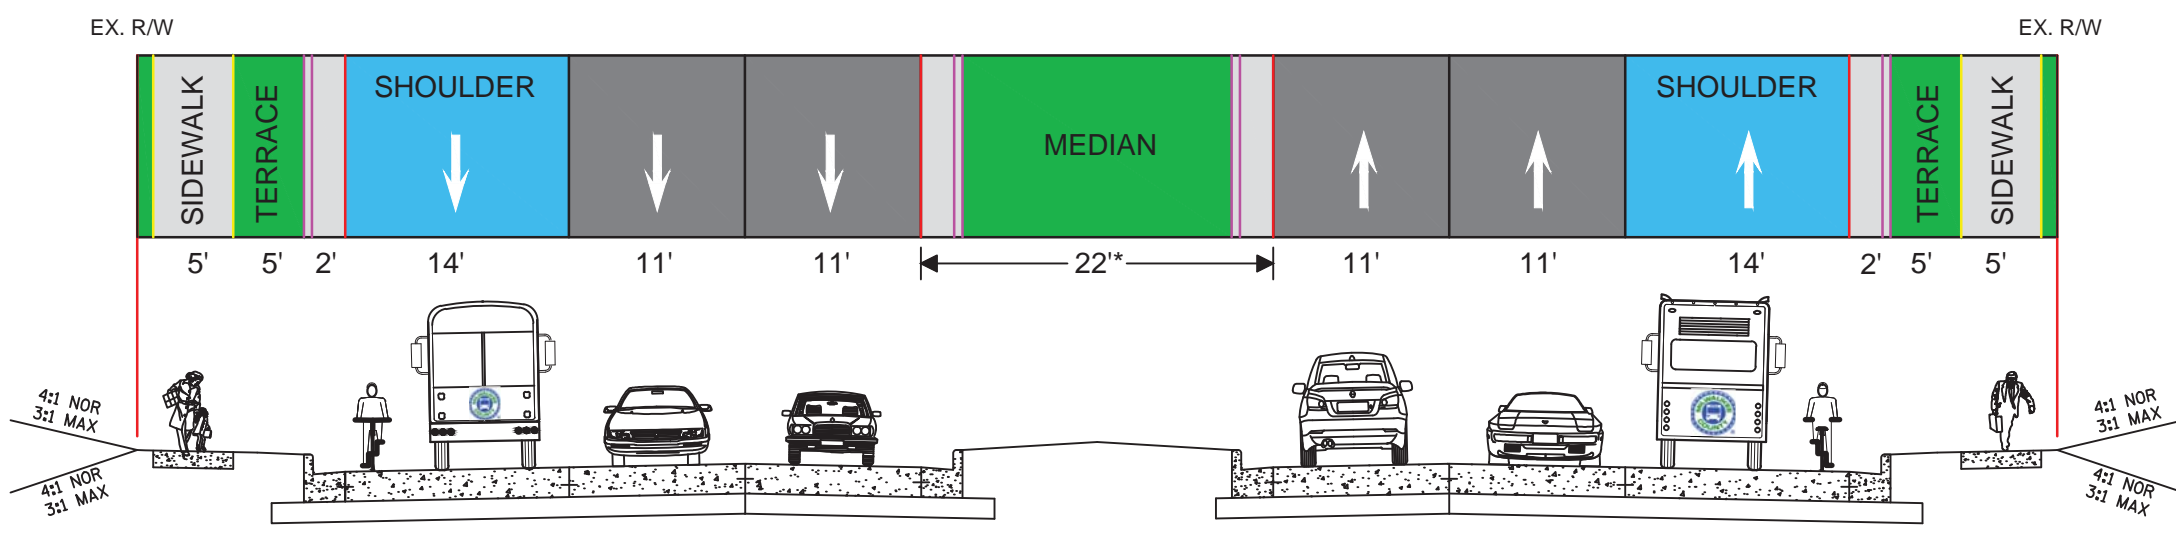 EX. R/W
EX. R/W
SIDEWALK
TERRACE
SHOULDER
MEDIAN
SHOULDER
TERRACE
SIDEWALK
5' 5' 2' 14' 11' 11' 22'* 11' 11' 14' 2' 5' 5'
4:1 NOR
3:1 MAX
4:1 NOR
3:1 MAX
MILWAUKEE
COUNTY
4:1 NOR
3:1 MAX
4:1 NOR
3:1 MAX